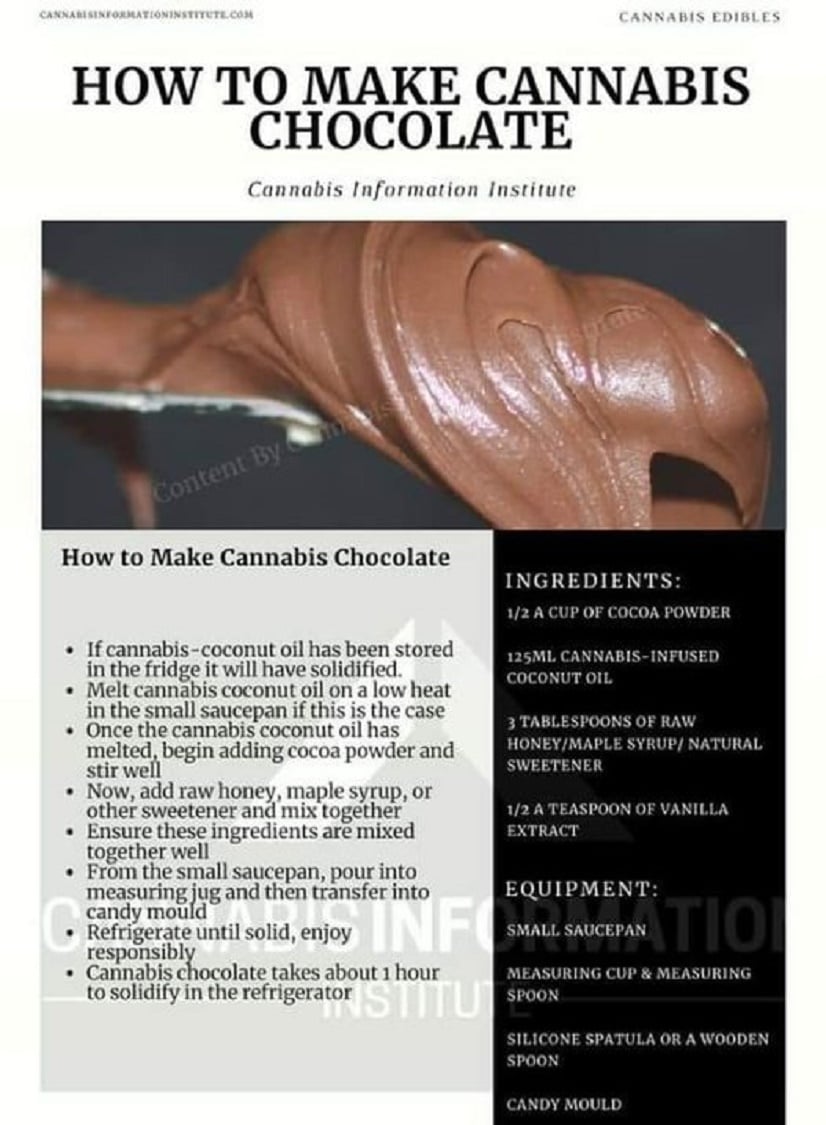 CANNABISINFORMATIONINSTITUTE.COM
CANNABIS EDIBLES
HOW TO MAKE CANNABIS
CHOCOLATE
Cannabis Information Institute
Content By Cannabis
How to Make Cannabis Chocolate
• If cannabis-coconut oil has been stored
in the fridge it will have solidified.
• Melt cannabis coconut oil on a low heat
in the small saucepan if this is the case
• Once the cannabis coconut oil has
melted, begin adding cocoa powder and
stir well
• Now, add raw honey, maple syrup, or
other sweetener and mix together
• Ensure these ingredients are mixed
together well
• From the small saucepan, pour into
measuring jug and then transfer into
candy mould
• Refrigerate until solid, enjoy
responsibly
• Cannabis chocolate takes about 1 hour
to solidify in the refrigerator
INGREDIENTS:
1/2 A CUP OF COCOA POWDER
125ML CANNABIS-INFUSED
COCONUT OIL
3 TABLESPOONS OF RAW
HONEY/MAPLE SYRUP/ NATURAL
SWEETENER
1/2 A TEASPOON OF VANILLA
EXTRACT
EQUIPMENT:
SMALL SAUCEPAN
MEASURING CUP & MEASURING
SPOON
SILICONE SPATULA OR A WOODEN
SPOON
CANDY MOULD
CANNABIS INFORMATION
INSTITUTE